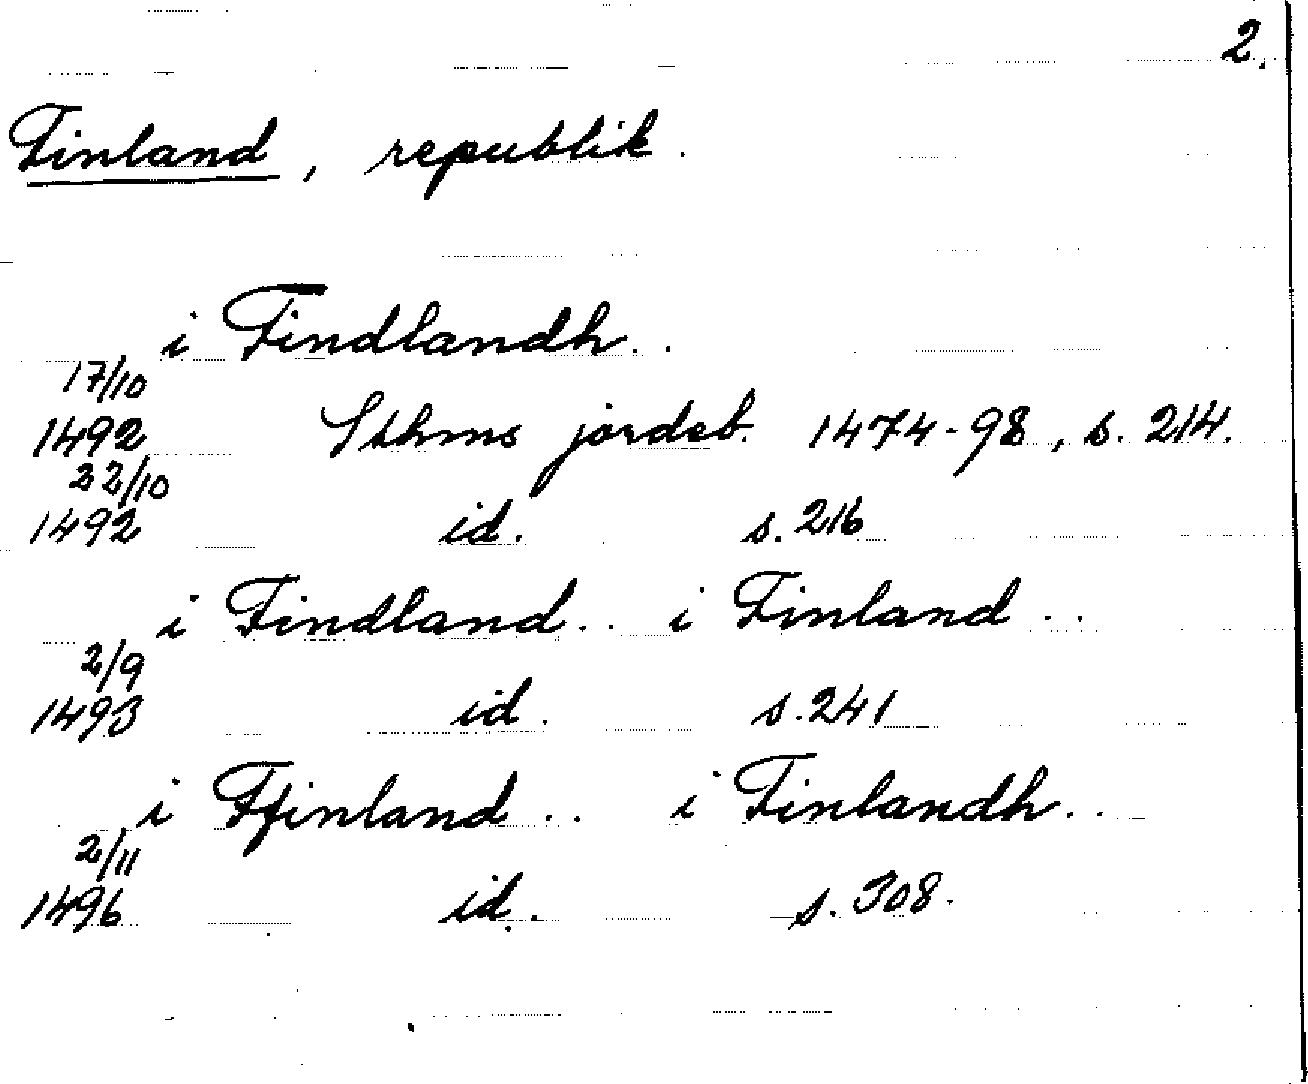 2.
Finland, republik.
i Findlandh..
17/10
1492 Sthms jordeb. 1474-98, s. 214.
22/10
1492 id. s. 216
i Findland.. i Finland..
2/9
1493 id. s. 241
i Ffinland.. i Finlandh..
2/11
1496 id. s. 308.